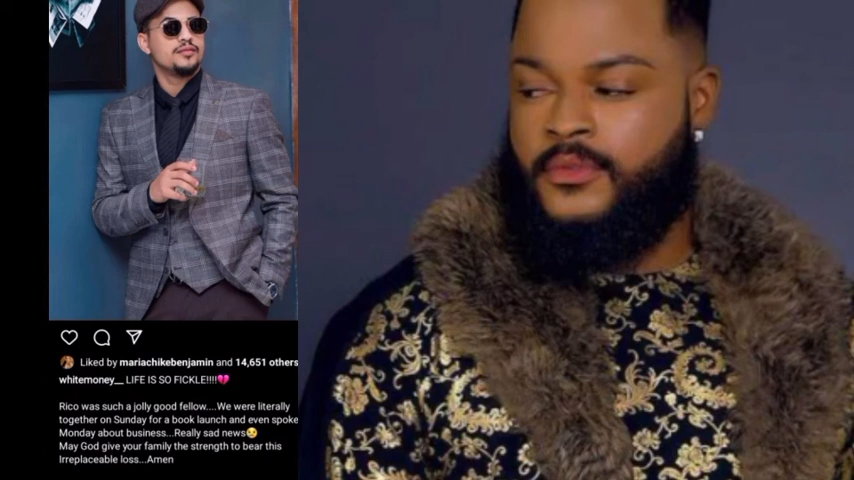 Liked by mariachikebenjamin and 14,651 others
whitemoney__ LIFE IS SO FICKLE!!!!💔
Rico was such a jolly good fellow....We were literally
together on Sunday for a book launch and even spoke
Monday about business...Really sad news😢
May God give your family the strength to bear this
Irreplaceable loss...Amen